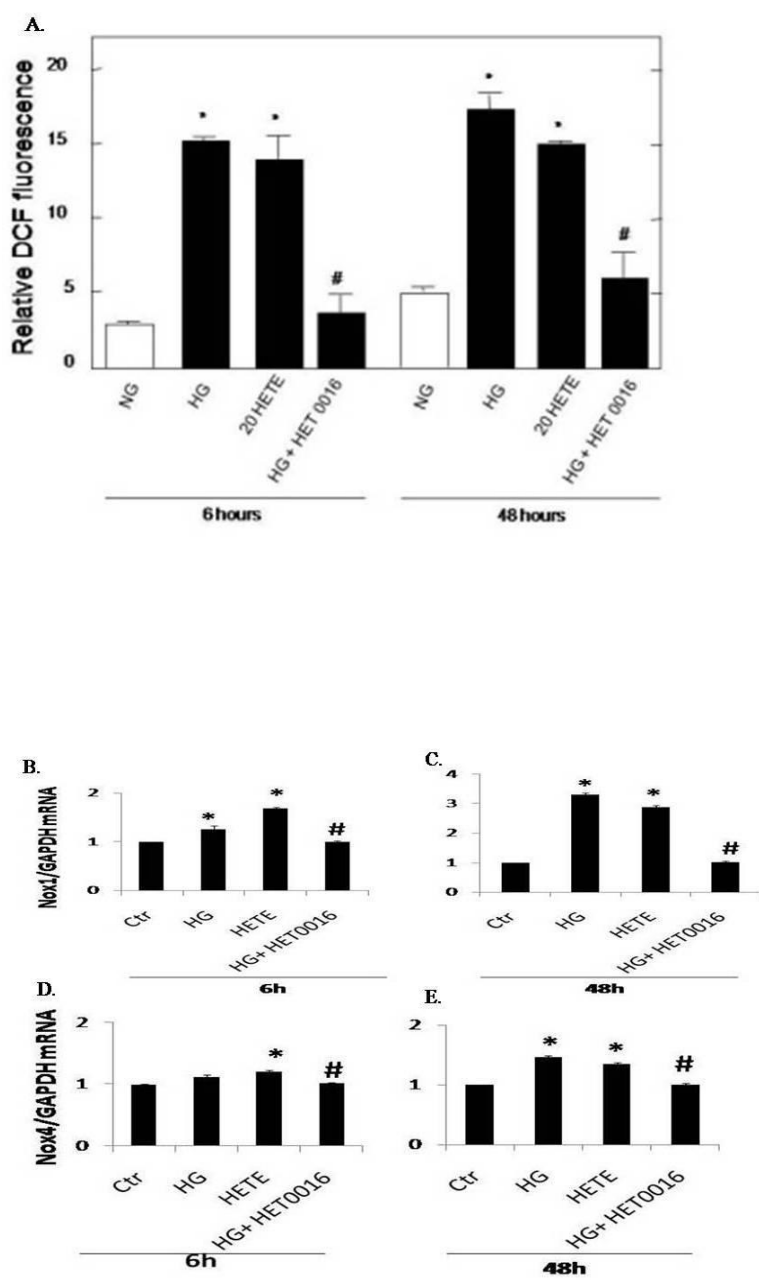 A.
Relative DCF fluorescence
20
15
10
5
0
* * # * * #
NG HG 20 HETE HG + HET 0016 NG HG 20 HETE HG + HET 0016
6 hours 48 hours
B.
Nox1/GAPDH mRNA
2
1
0
* * #
Ctr HG HETE HG+ HET0016
6h
C.
4
3
2
1
0
* * #
Ctr HG HETE HG+ HET0016
48h
D.
Nox4/GAPDH mRNA
2
1
0
* #
Ctr HG HETE HG+ HET0016
6h
E.
2
1
0
* * #
Ctr HG HETE HG+ HET0016
48h